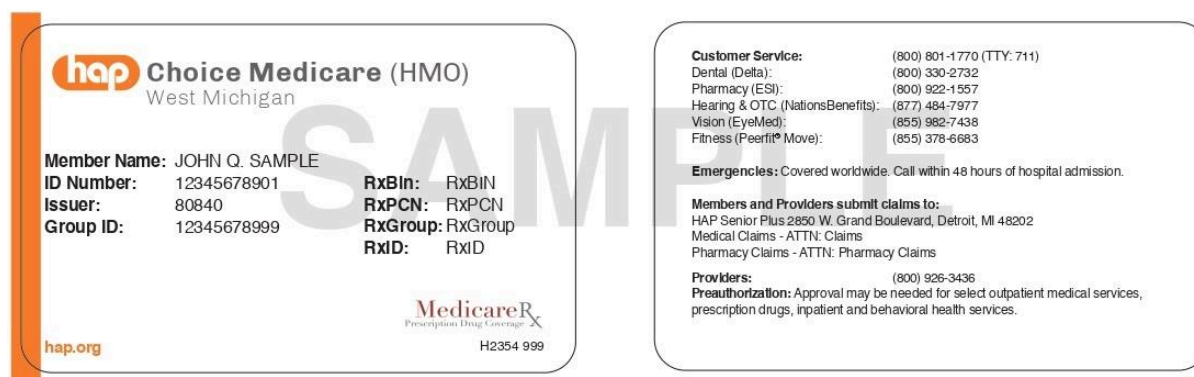 hap Choice Medicare (HMO)
West Michigan
Member Name: JOHN Q. SAMPLE
ID Number: 12345678901
Issuer: 80840
Group ID: 12345678999
RxBin: RxBIN
RxPCN: RxPCN
RxGroup: RxGroup
RxID: RxID
MedicareRx
Prescription Drug Coverage
hap.org
H2354 999
SAMPLE
Customer Service: (800) 801-1770 (TTY: 711)
Dental (Delta): (800) 330-2732
Pharmacy (ESI): (800) 922-1557
Hearing & OTC (NationsBenefits): (877) 484-7977
Vision (EyeMed): (855) 982-7438
Fitness (Peerfit® Move): (855) 378-6683
Emergencies: Covered worldwide. Call within 48 hours of hospital admission.
Members and Providers submit claims to:
HAP Senior Plus 2850 W. Grand Boulevard, Detroit, MI 48202
Medical Claims - ATTN: Claims
Pharmacy Claims - ATTN: Pharmacy Claims
Providers: (800) 926-3436
Preauthorization: Approval may be needed for select outpatient medical services,
prescription drugs, inpatient and behavioral health services.